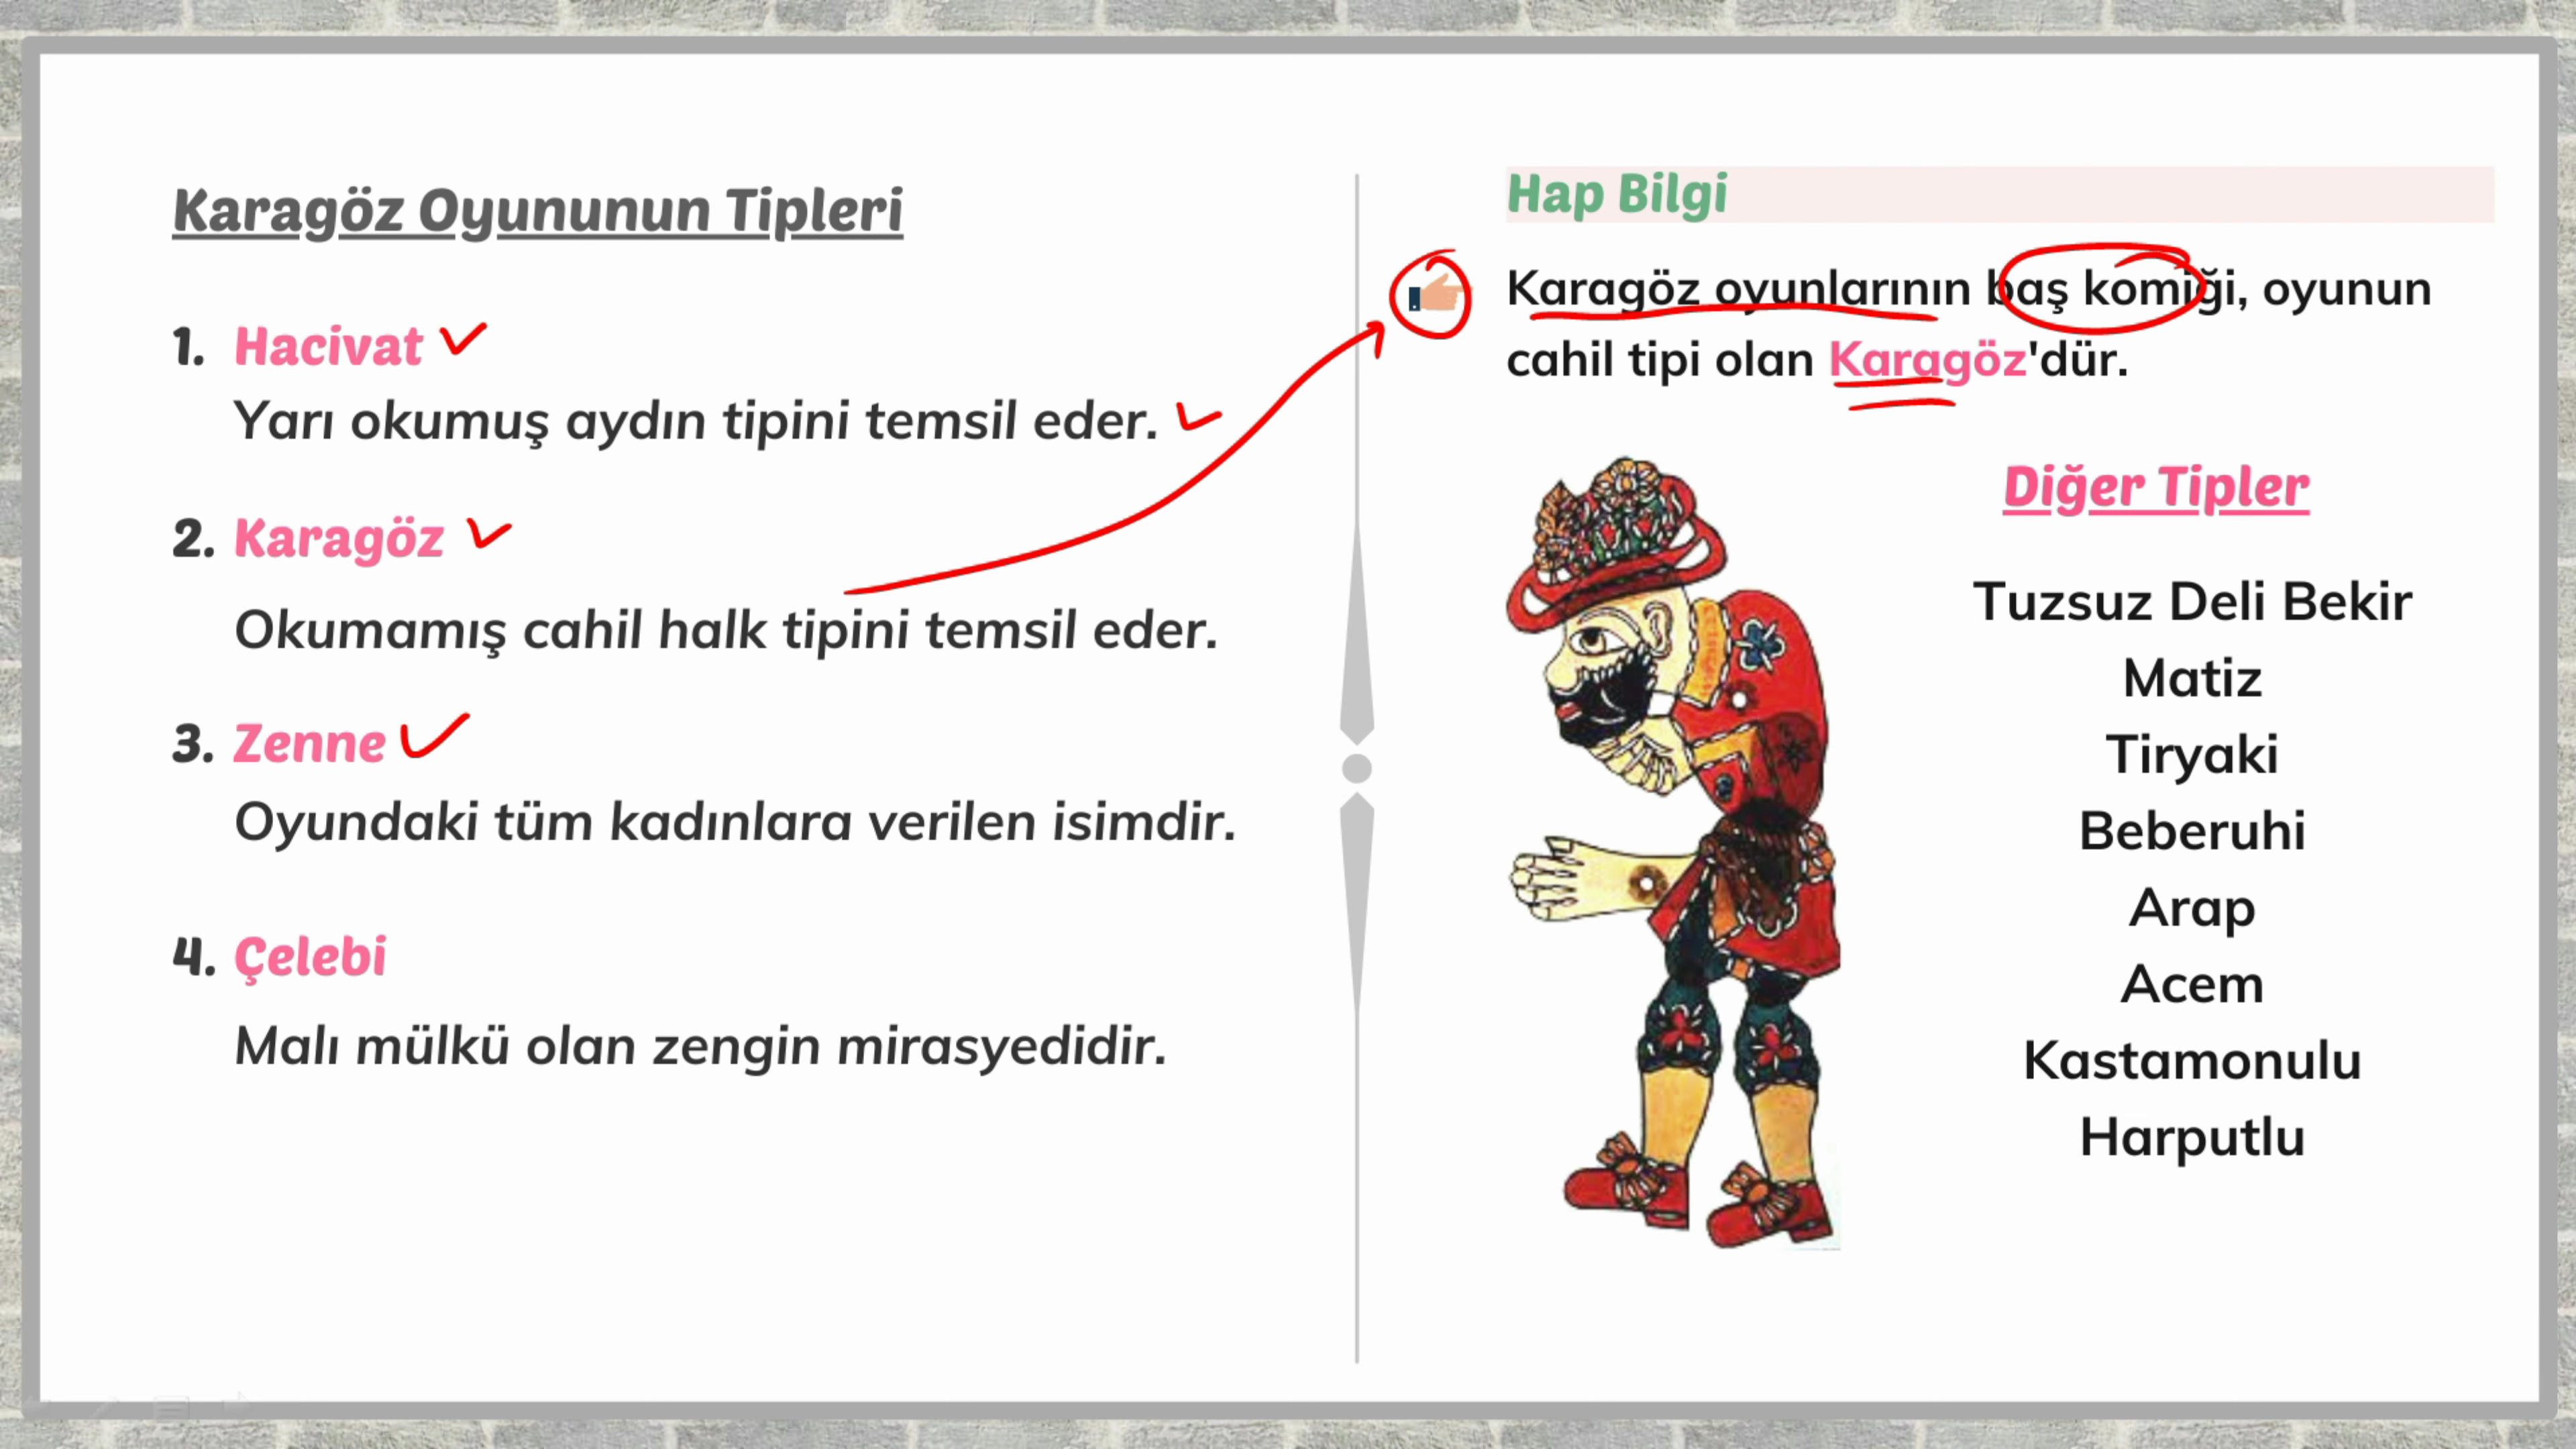 Karagöz Oyununun Tipleri
1. Hacivat
Yarı okumuş aydın tipini temsil eder.
2. Karagöz
Okumamış cahil halk tipini temsil eder.
3. Zenne
Oyundaki tüm kadınlara verilen isimdir.
4. Çelebi
Malı mülkü olan zengin mirasyedidir.
Hap Bilgi
Karagöz oyunlarının baş komiği, oyunun
cahil tipi olan Karagöz'dür.
Diğer Tipler
Tuzsuz Deli Bekir
Matiz
Tiryaki
Beberuhi
Arap
Acem
Kastamonulu
Harputlu